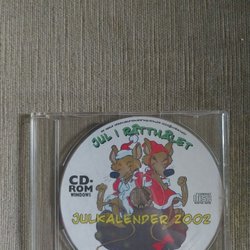 JUL I RÅTTHÅLET
CD-
ROM
WINDOWS
JULKALENDER 2002